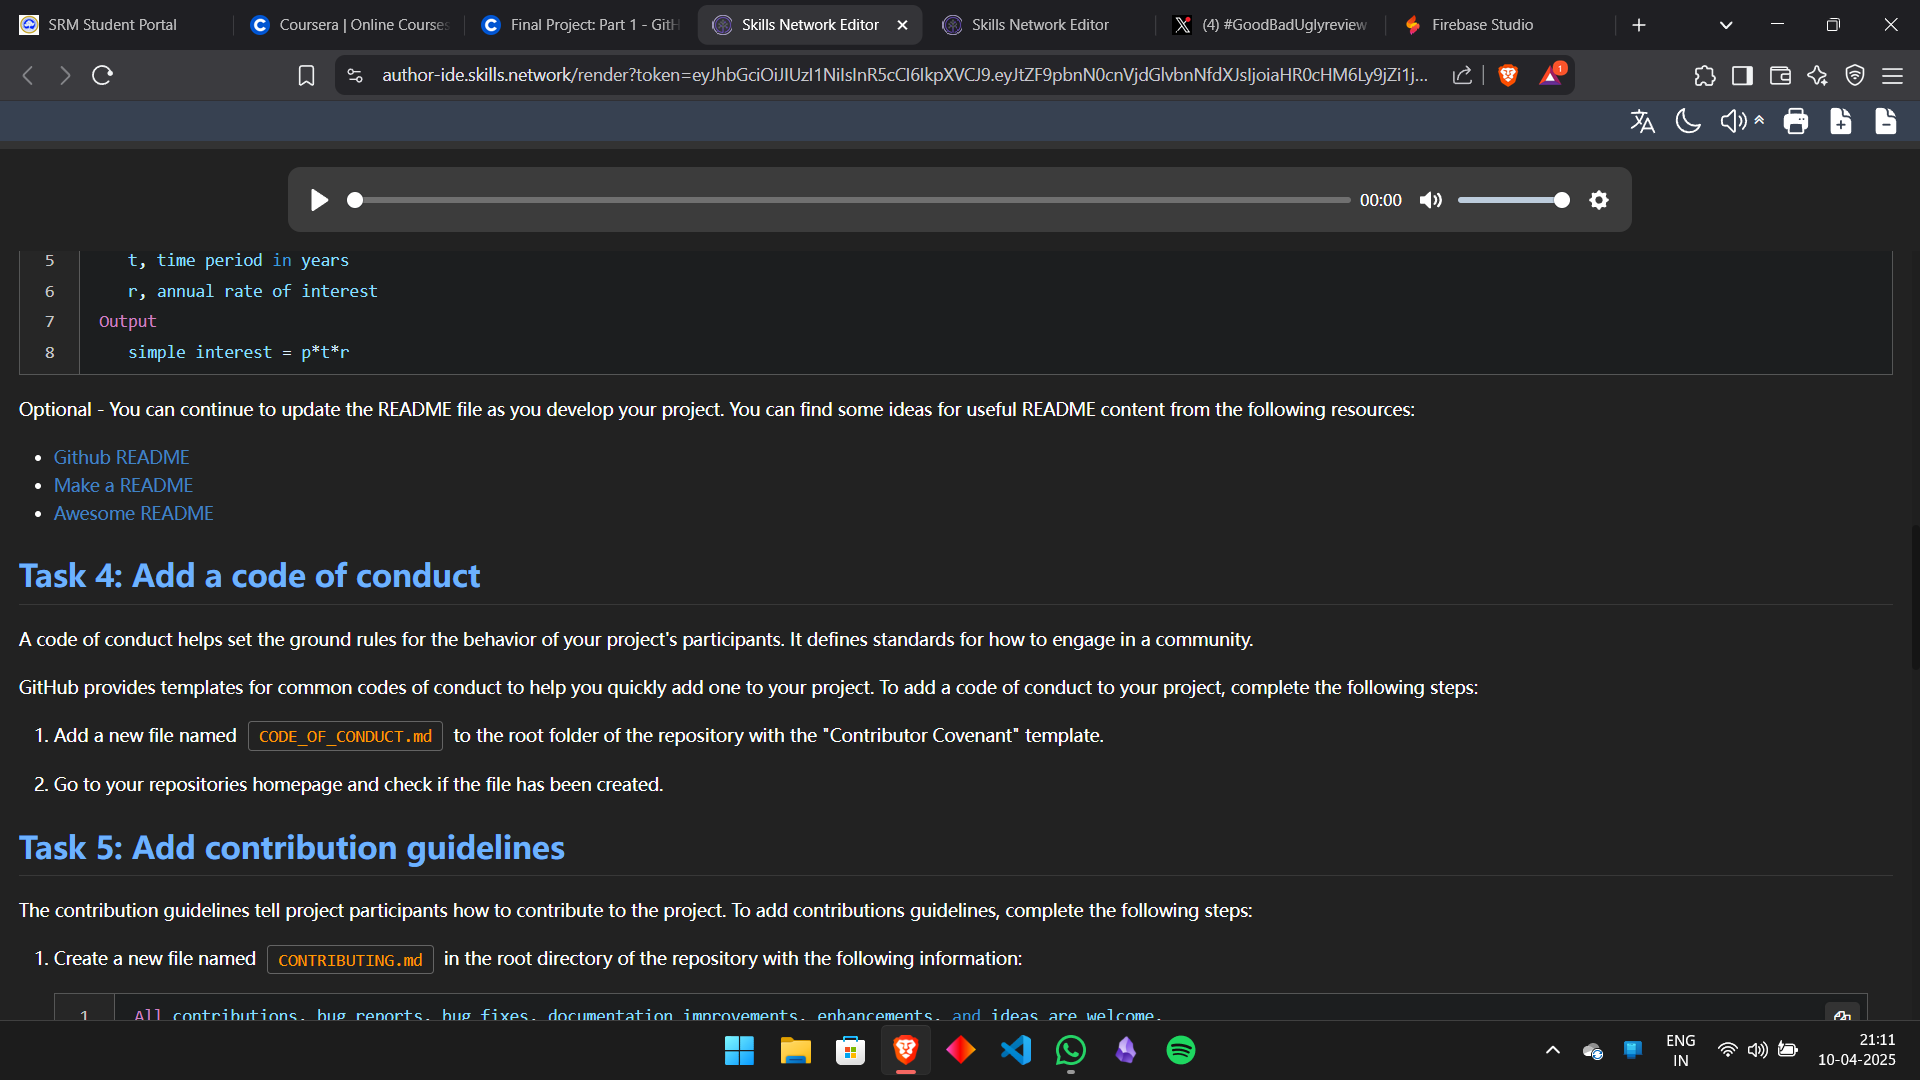 SRM Student Portal
Coursera | Online Courses
Final Project: Part 1 - GitH
Skills Network Editor
Skills Network Editor
(4) #GoodBadUglyreview
Firebase Studio
author-ide.skills.network/render?token=eyJhbGciOiJIUzI1NiIsInR5cCI6IkpXVCJ9.eyJtZF9pbnN0cnVjdGlvbnNfdXJsIjoiaHR0cHM6Ly9jZi1j...
1
00:00
5 t, time period in years
6 r, annual rate of interest
7 Output
8 simple interest = p*t*r
Optional - You can continue to update the README file as you develop your project. You can find some ideas for useful README content from the following resources:
• Github README
• Make a README
• Awesome README
Task 4: Add a code of conduct
A code of conduct helps set the ground rules for the behavior of your project's participants. It defines standards for how to engage in a community.
GitHub provides templates for common codes of conduct to help you quickly add one to your project. To add a code of conduct to your project, complete the following steps:
1. Add a new file named CODE_OF_CONDUCT.md to the root folder of the repository with the "Contributor Covenant" template.
2. Go to your repositories homepage and check if the file has been created.
Task 5: Add contribution guidelines
The contribution guidelines tell project participants how to contribute to the project. To add contributions guidelines, complete the following steps:
1. Create a new file named CONTRIBUTING.md in the root directory of the repository with the following information:
1 All contributions, bug reports, bug fixes, documentation improvements, enhancements, and ideas are welcome.
ENG
IN
21:11
10-04-2025